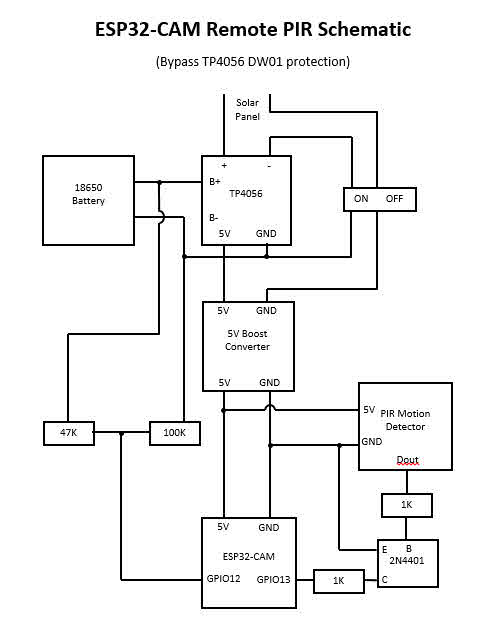 ESP32-CAM Remote PIR Schematic
(Bypass TP4056 DW01 protection)
Solar
Panel
+ -
18650
Battery
B+
TP4056
B-
5V GND
ON OFF
5V GND
5V Boost
Converter
5V GND
5V
PIR Motion
Detector
GND
Dout
47K
100K
1K
5V GND
ESP32-CAM
GPIO12 GPIO13
1K
E B
2N4401
C